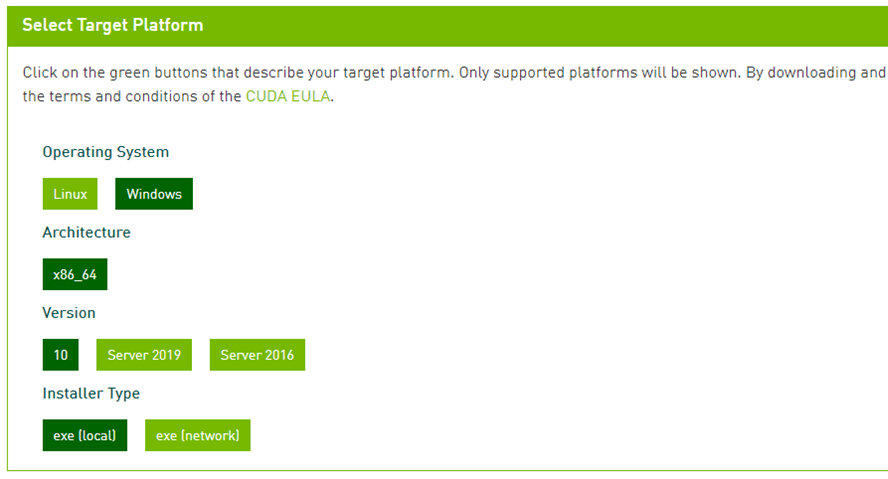 Select Target Platform
Click on the green buttons that describe your target platform. Only supported platforms will be shown. By downloading and
the terms and conditions of the CUDA EULA.
Operating System
Linux Windows
Architecture
x86_64
Version
10 Server 2019 Server 2016
Installer Type
exe (local) exe (network)